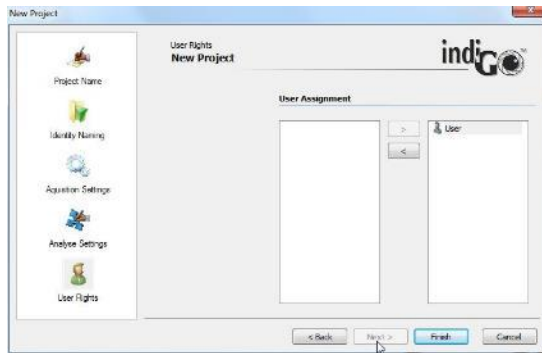 New Project
User Rights
New Project
indiGo™
Project Name
Identity Naming
Aquisition Settings
Analyse Settings
User Rights
User Assignment
>
<
User
< Back
Next >
Finish
Cancel